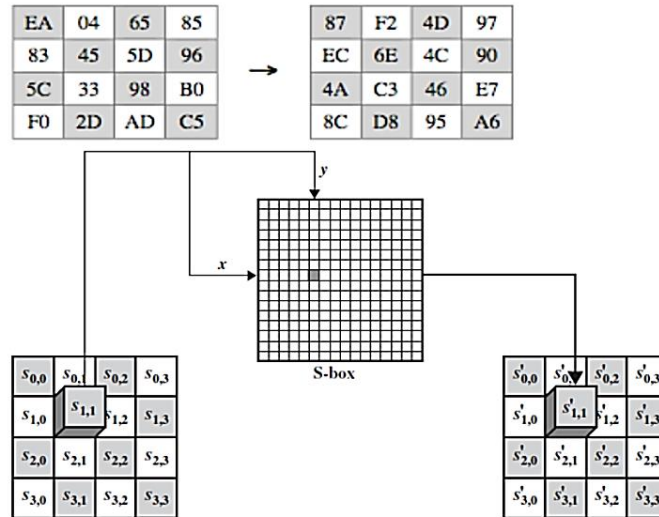 EA 04 65 85 87 F2 4D 97
83 45 5D 96 EC 6E 4C 90
5C 33 98 B0 → 4A C3 46 E7
F0 2D AD C5 8C D8 95 A6
y
x
S-box
s0,0 s0,1 s0,2 s0,3 s'0,0 s'0, s'0,2 s'0,3
s1,0 s1,1 s1,2 s1,3 s'1,0 s'1,1 s'1,2 s'1,3
s2,0 s2,1 s2,2 s2,3 s'2,0 s'2,1 s'2,2 s'2,3
s3,0 s3,1 s3,2 s3,3 s'3,0 s'3,1 s'3,2 s'3,3